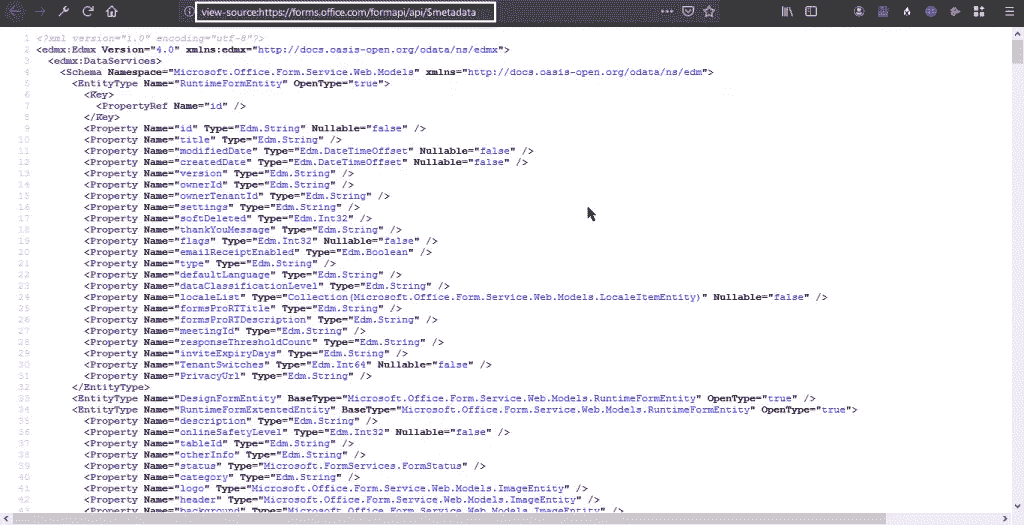 view-source:https://forms.office.com/formapi/api/$metadata
1 <?xml version="1.0" encoding="utf-8"?>
2 <edmx:Edmx Version="4.0" xmlns:edmx="http://docs.oasis-open.org/odata/ns/edmx">
3 <edmx:DataServices>
4 <Schema Namespace="Microsoft.Office.Form.Service.Web.Models" xmlns="http://docs.oasis-open.org/odata/ns/edm">
5 <EntityType Name="RuntimeFormEntity" OpenType="true">
6 <Key>
7 <PropertyRef Name="id" />
8 </Key>
9 <Property Name="id" Type="Edm.String" Nullable="false" />
10 <Property Name="title" Type="Edm.String" />
11 <Property Name="modifiedDate" Type="Edm.DateTimeOffset" Nullable="false" />
12 <Property Name="createdDate" Type="Edm.DateTimeOffset" Nullable="false" />
13 <Property Name="version" Type="Edm.String" />
14 <Property Name="ownerId" Type="Edm.String" />
15 <Property Name="ownerTenantId" Type="Edm.String" />
16 <Property Name="settings" Type="Edm.String" />
17 <Property Name="softDeleted" Type="Edm.Int32" />
18 <Property Name="thankYouMessage" Type="Edm.String" />
19 <Property Name="flags" Type="Edm.Int32" Nullable="false" />
20 <Property Name="emailReceiptEnabled" Type="Edm.Boolean" />
21 <Property Name="type" Type="Edm.String" />
22 <Property Name="defaultLanguage" Type="Edm.String" />
23 <Property Name="dataClassificationLevel" Type="Edm.String" />
24 <Property Name="localeList" Type="Collection(Microsoft.Office.Form.Service.Web.Models.LocaleItemEntity)" Nullable="false" />
25 <Property Name="formsProRTTitle" Type="Edm.String" />
26 <Property Name="formsProRTDescription" Type="Edm.String" />
27 <Property Name="meetingId" Type="Edm.String" />
28 <Property Name="responseThresholdCount" Type="Edm.String" />
29 <Property Name="inviteExpiryDays" Type="Edm.String" />
30 <Property Name="TenantSwitches" Type="Edm.Int64" Nullable="false" />
31 <Property Name="PrivacyUrl" Type="Edm.String" />
32 </EntityType>
33 <EntityType Name="DesignFormEntity" BaseType="Microsoft.Office.Form.Service.Web.Models.RuntimeFormEntity" OpenType="true" />
34 <EntityType Name="RuntimeFormExtentedEntity" BaseType="Microsoft.Office.Form.Service.Web.Models.RuntimeFormEntity" OpenType="true">
35 <Property Name="description" Type="Edm.String" />
36 <Property Name="onlineSafetyLevel" Type="Edm.Int32" Nullable="false" />
37 <Property Name="tableId" Type="Edm.String" />
38 <Property Name="otherInfo" Type="Edm.String" />
39 <Property Name="status" Type="Microsoft.FormServices.FormStatus" />
40 <Property Name="category" Type="Edm.String" />
41 <Property Name="logo" Type="Microsoft.Office.Form.Service.Web.Models.ImageEntity" />
42 <Property Name="header" Type="Microsoft.Office.Form.Service.Web.Models.ImageEntity" />
43 <Property Name="background" Type="Microsoft.Office.Form.Service.Web.Models.ImageEntity" />